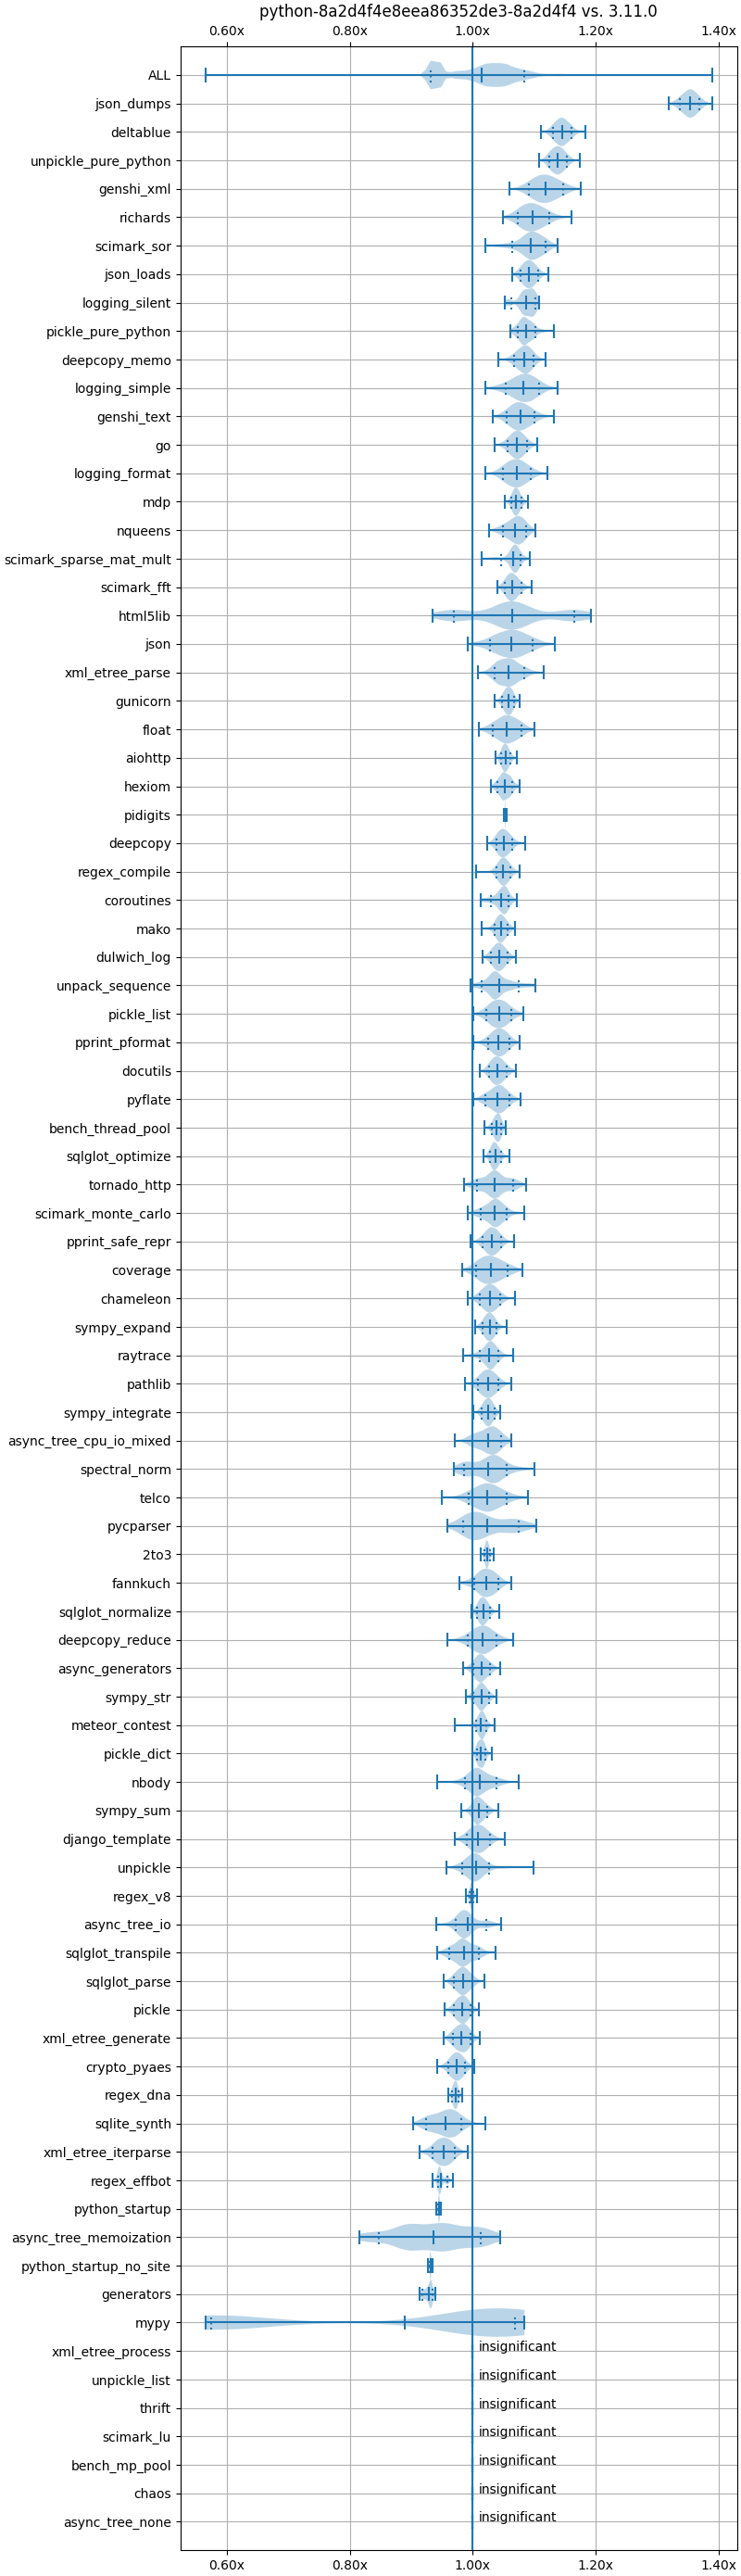 python-8a2d4f4e8eea86352de3-8a2d4f4 vs. 3.11.0
0.60x 0.80x 1.00x 1.20x 1.40x
ALL
json_dumps
deltablue
unpickle_pure_python
genshi_xml
richards
scimark_sor
json_loads
logging_silent
pickle_pure_python
deepcopy_memo
logging_simple
genshi_text
go
logging_format
mdp
nqueens
scimark_sparse_mat_mult
scimark_fft
html5lib
json
xml_etree_parse
gunicorn
float
aiohttp
hexiom
pidigits
deepcopy
regex_compile
coroutines
mako
dulwich_log
unpack_sequence
pickle_list
pprint_pformat
docutils
pyflate
bench_thread_pool
sqlglot_optimize
tornado_http
scimark_monte_carlo
pprint_safe_repr
coverage
chameleon
sympy_expand
raytrace
pathlib
sympy_integrate
async_tree_cpu_io_mixed
spectral_norm
telco
pycparser
2to3
fannkuch
sqlglot_normalize
deepcopy_reduce
async_generators
sympy_str
meteor_contest
pickle_dict
nbody
sympy_sum
django_template
unpickle
regex_v8
async_tree_io
sqlglot_transpile
sqlglot_parse
pickle
xml_etree_generate
crypto_pyaes
regex_dna
sqlite_synth
xml_etree_iterparse
regex_effbot
python_startup
async_tree_memoization
python_startup_no_site
generators
mypy
xml_etree_process insignificant
unpickle_list insignificant
thrift insignificant
scimark_lu insignificant
bench_mp_pool insignificant
chaos insignificant
async_tree_none insignificant
0.60x 0.80x 1.00x 1.20x 1.40x